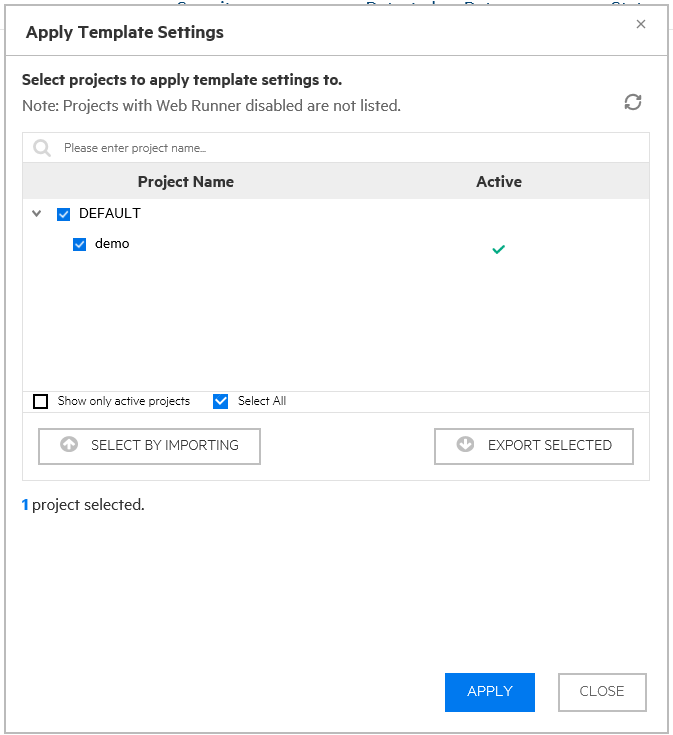 Apply Template Settings
Select projects to apply template settings to.
Note: Projects with Web Runner disabled are not listed.
Please enter project name...
Project Name Active
DEFAULT
demo
Show only active projects Select All
SELECT BY IMPORTING EXPORT SELECTED
1 project selected.
APPLY CLOSE